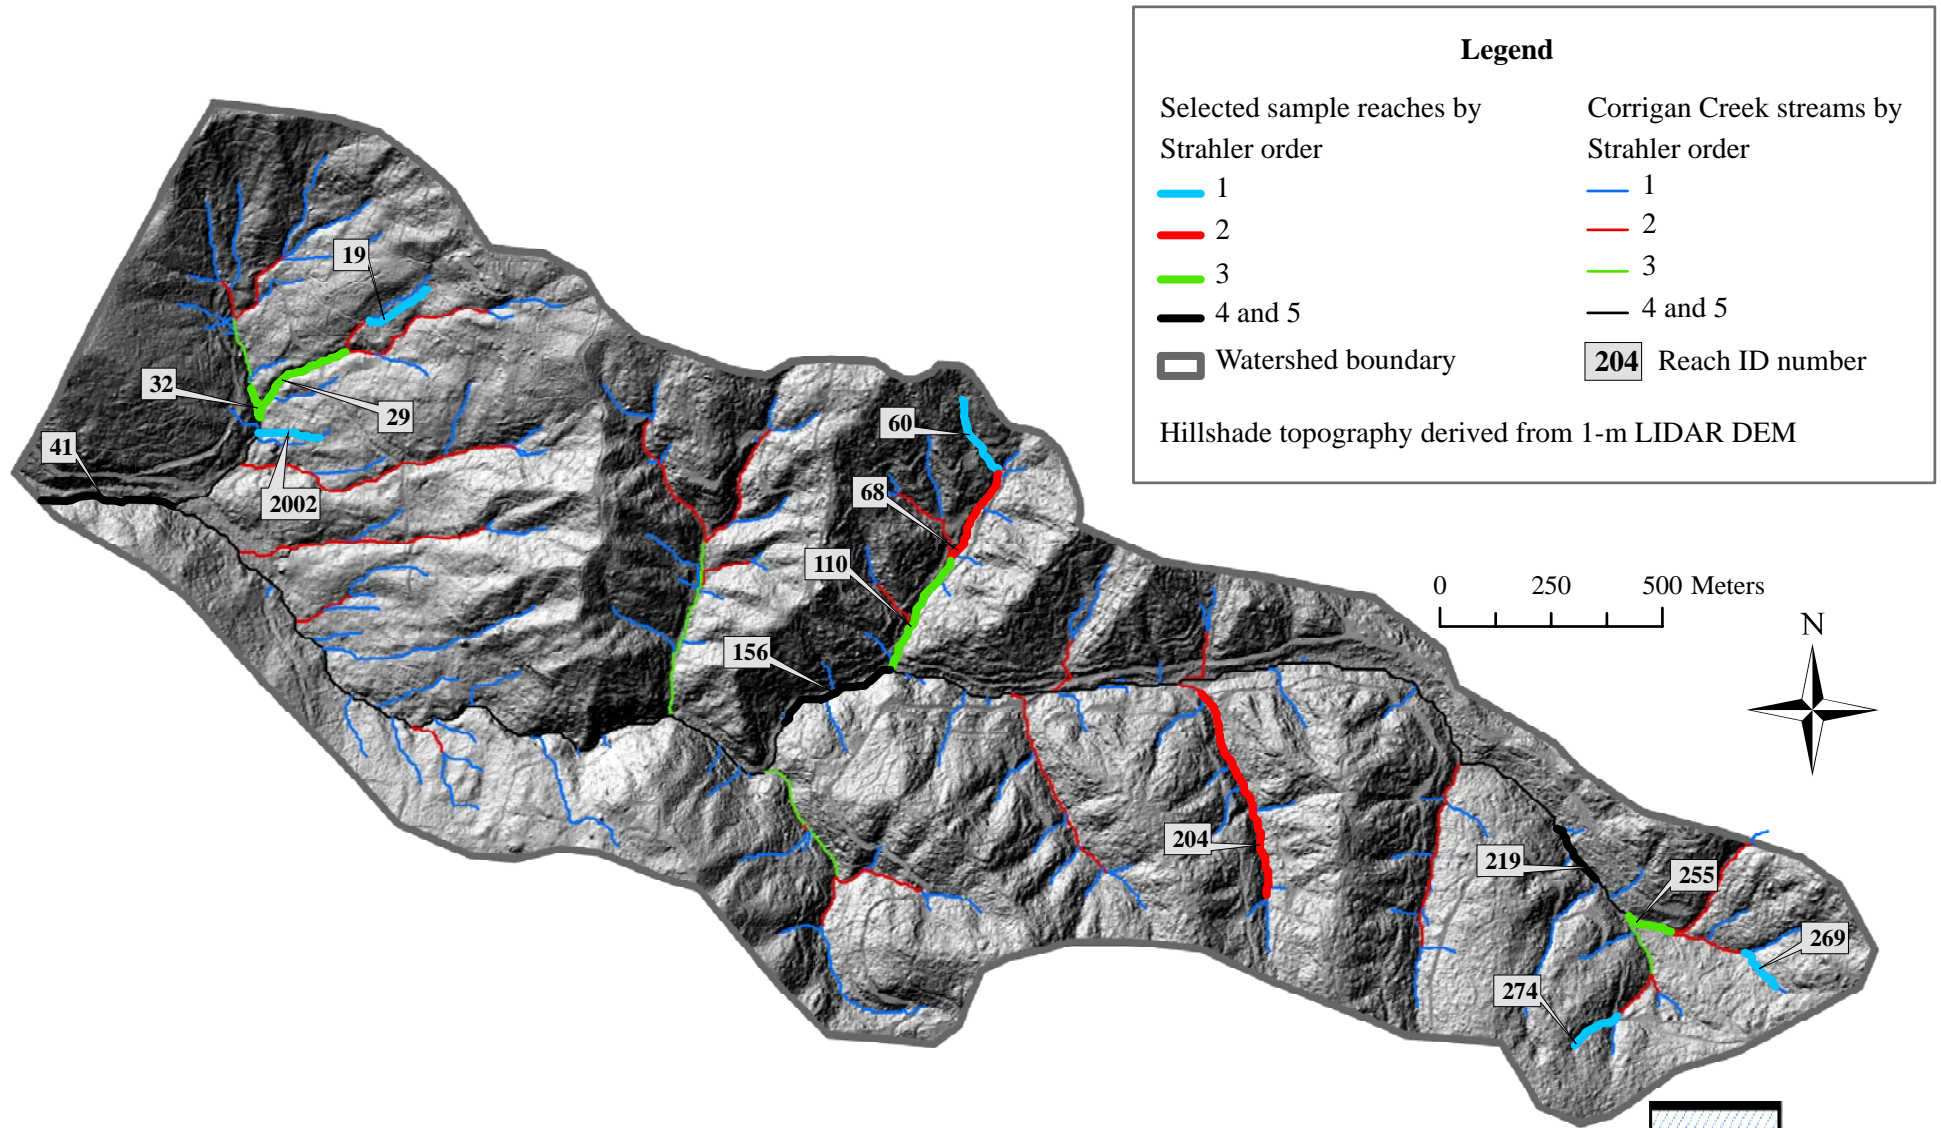 Legend
Selected sample reaches by
Strahler order
1
2
3
4 and 5
Watershed boundary
Corrigan Creek streams by
Strahler order
1
2
3
4 and 5
204 Reach ID number
Hillshade topography derived from 1-m LIDAR DEM
19
32
29
41
2002
60
68
110
156
0 250 500 Meters
N
204
219
255
269
274